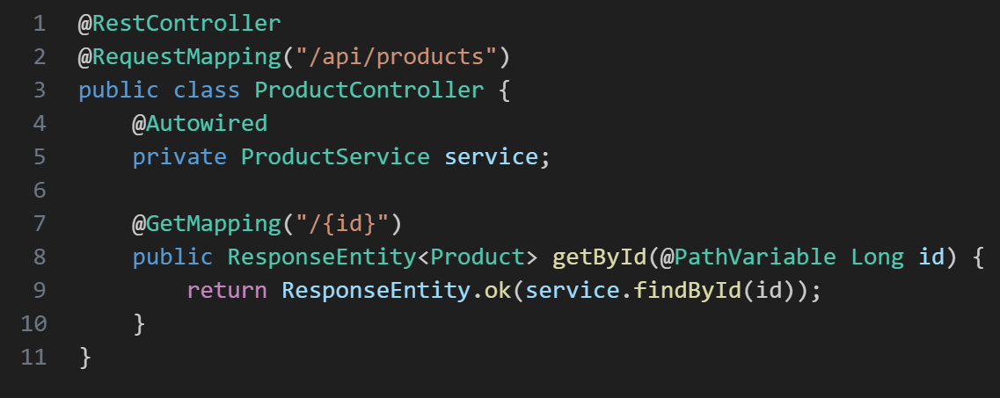 1 @RestController
2 @RequestMapping("/api/products")
3 public class ProductController {
4     @Autowired
5     private ProductService service;
6
7     @GetMapping("/{id}")
8     public ResponseEntity<Product> getById(@PathVariable Long id) {
9         return ResponseEntity.ok(service.findById(id));
10     }
11 }